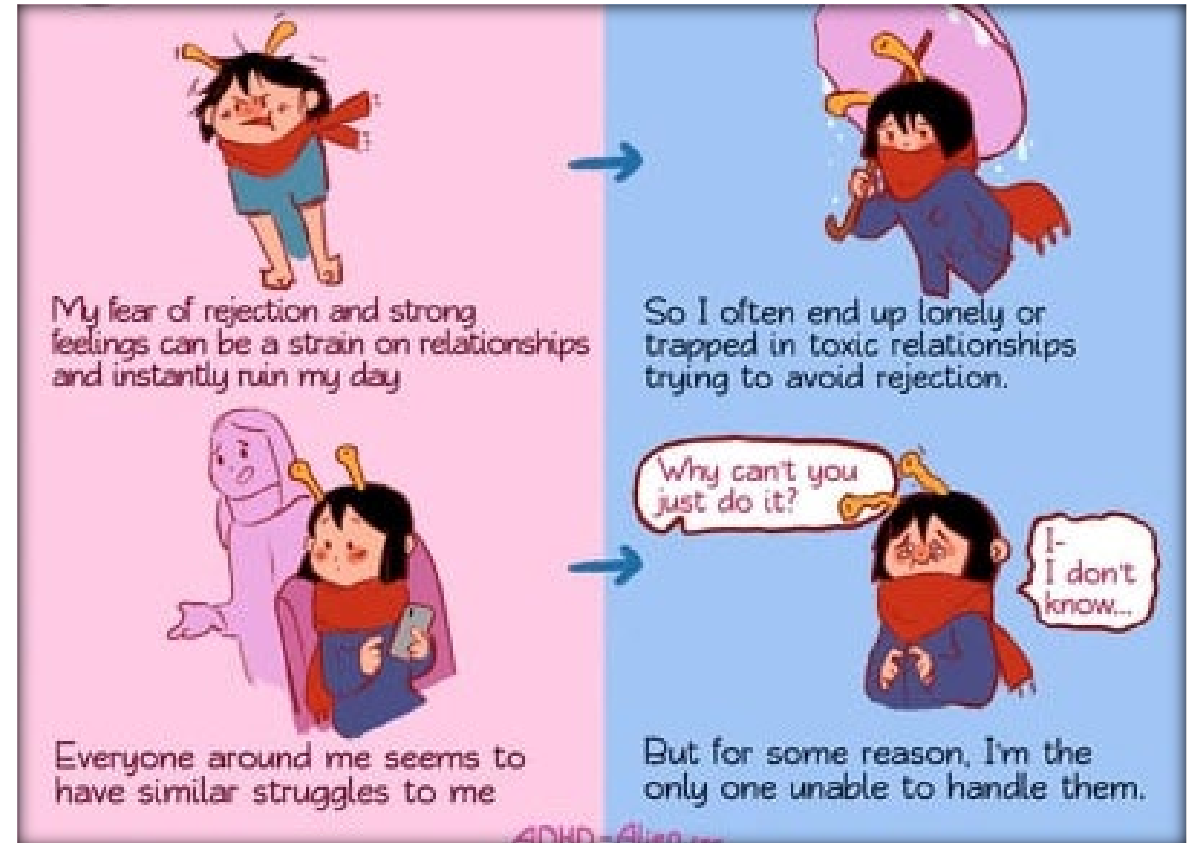 My fear of rejection and strong
feelings can be a strain on relationships
and instantly ruin my day
So I often end up lonely or
trapped in toxic relationships
trying to avoid rejection.
Why can't you
just do it?
I-
I don't
know...
Everyone around me seems to
have similar struggles to me
But for some reason, I'm the
only one unable to handle them.
ADHD-Alien